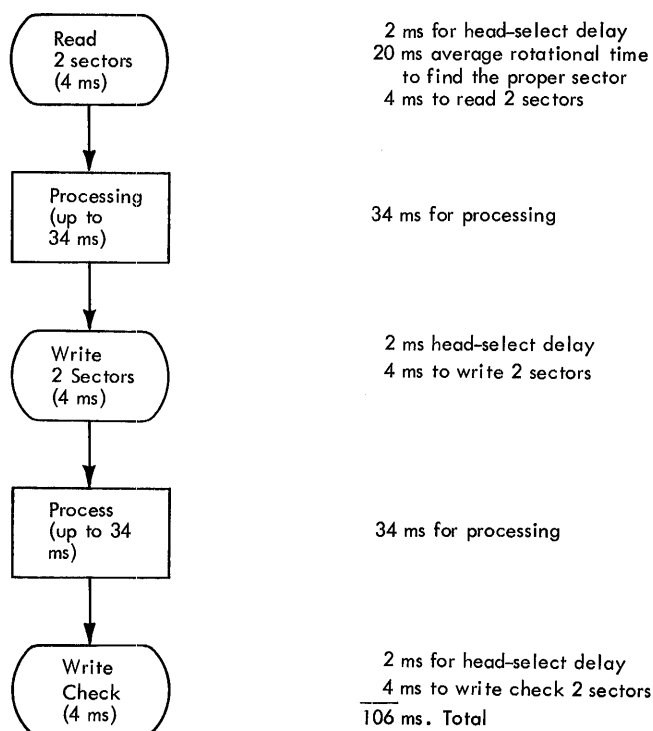 Read
2 sectors
(4 ms)
2 ms for head-select delay
20 ms average rotational time
to find the proper sector
4 ms to read 2 sectors
Processing
(up to
34 ms)
34 ms for processing
Write
2 Sectors
(4 ms)
2 ms head-select delay
4 ms to write 2 sectors
Process
(up to 34
ms)
34 ms for processing
Write
Check
(4 ms)
2 ms for head-select delay
4 ms to write check 2 sectors
106 ms. Total